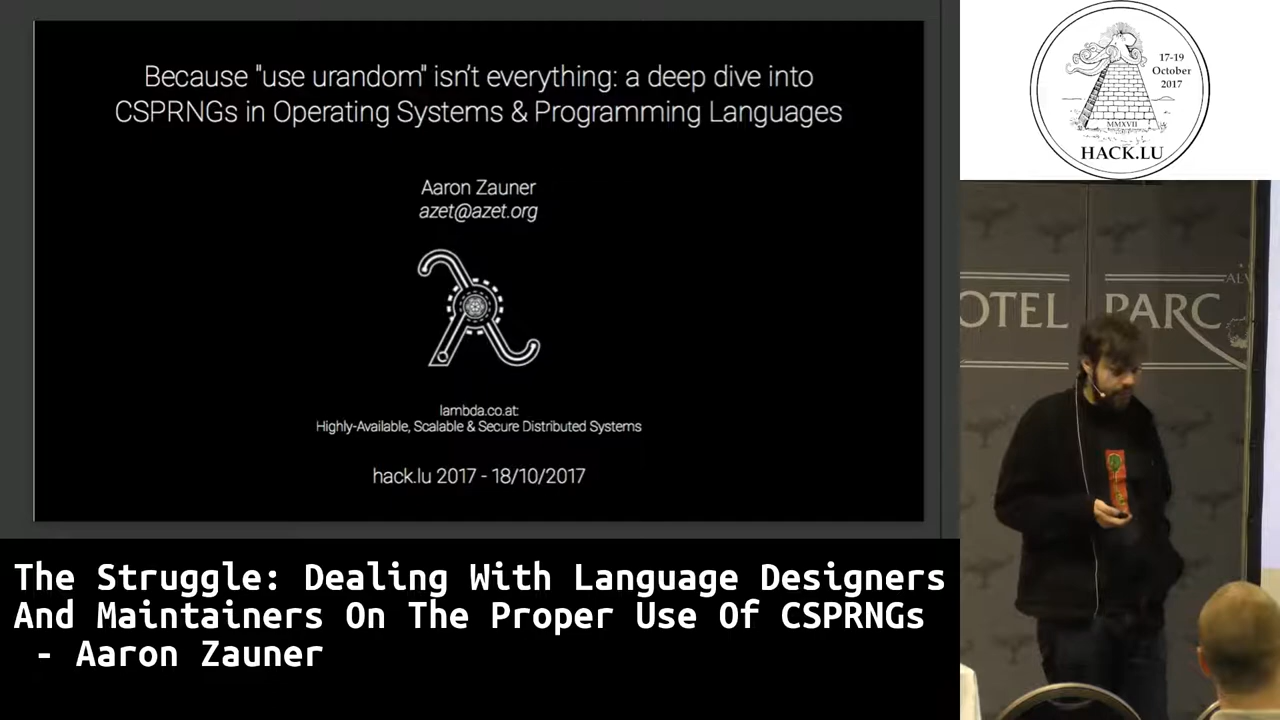 Because "use urandom" isn't everything: a deep dive into
CSPRNGs in Operating Systems & Programming Languages
Aaron Zauner
azet@azet.org
lambda.co.at:
Highly-Available, Scalable & Secure Distributed Systems
hack.lu 2017 - 18/10/2017
17-19
October
2017
MMXVII
HACK.LU
OTEL PARC
ALV
The Struggle: Dealing With Language Designers
And Maintainers On The Proper Use Of CSPRNGs
- Aaron Zauner